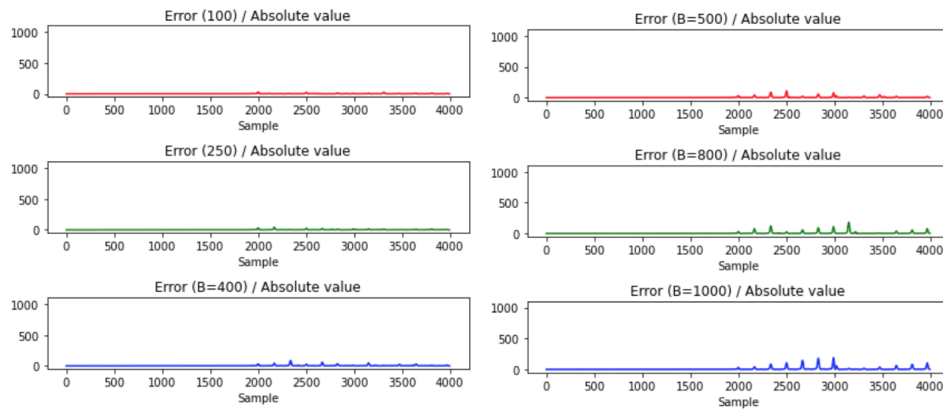 Error (100) / Absolute value
1000
500
0
0 500 1000 1500 2000 2500 3000 3500 4000
Sample
Error (250) / Absolute value
1000
500
0
0 500 1000 1500 2000 2500 3000 3500 4000
Sample
Error (B=400) / Absolute value
1000
500
0
0 500 1000 1500 2000 2500 3000 3500 4000
Sample
Error (B=500) / Absolute value
1000
500
0
0 500 1000 1500 2000 2500 3000 3500 4000
Sample
Error (B=800) / Absolute value
1000
500
0
0 500 1000 1500 2000 2500 3000 3500 4000
Sample
Error (B=1000) / Absolute value
1000
500
0
0 500 1000 1500 2000 2500 3000 3500 4000
Sample